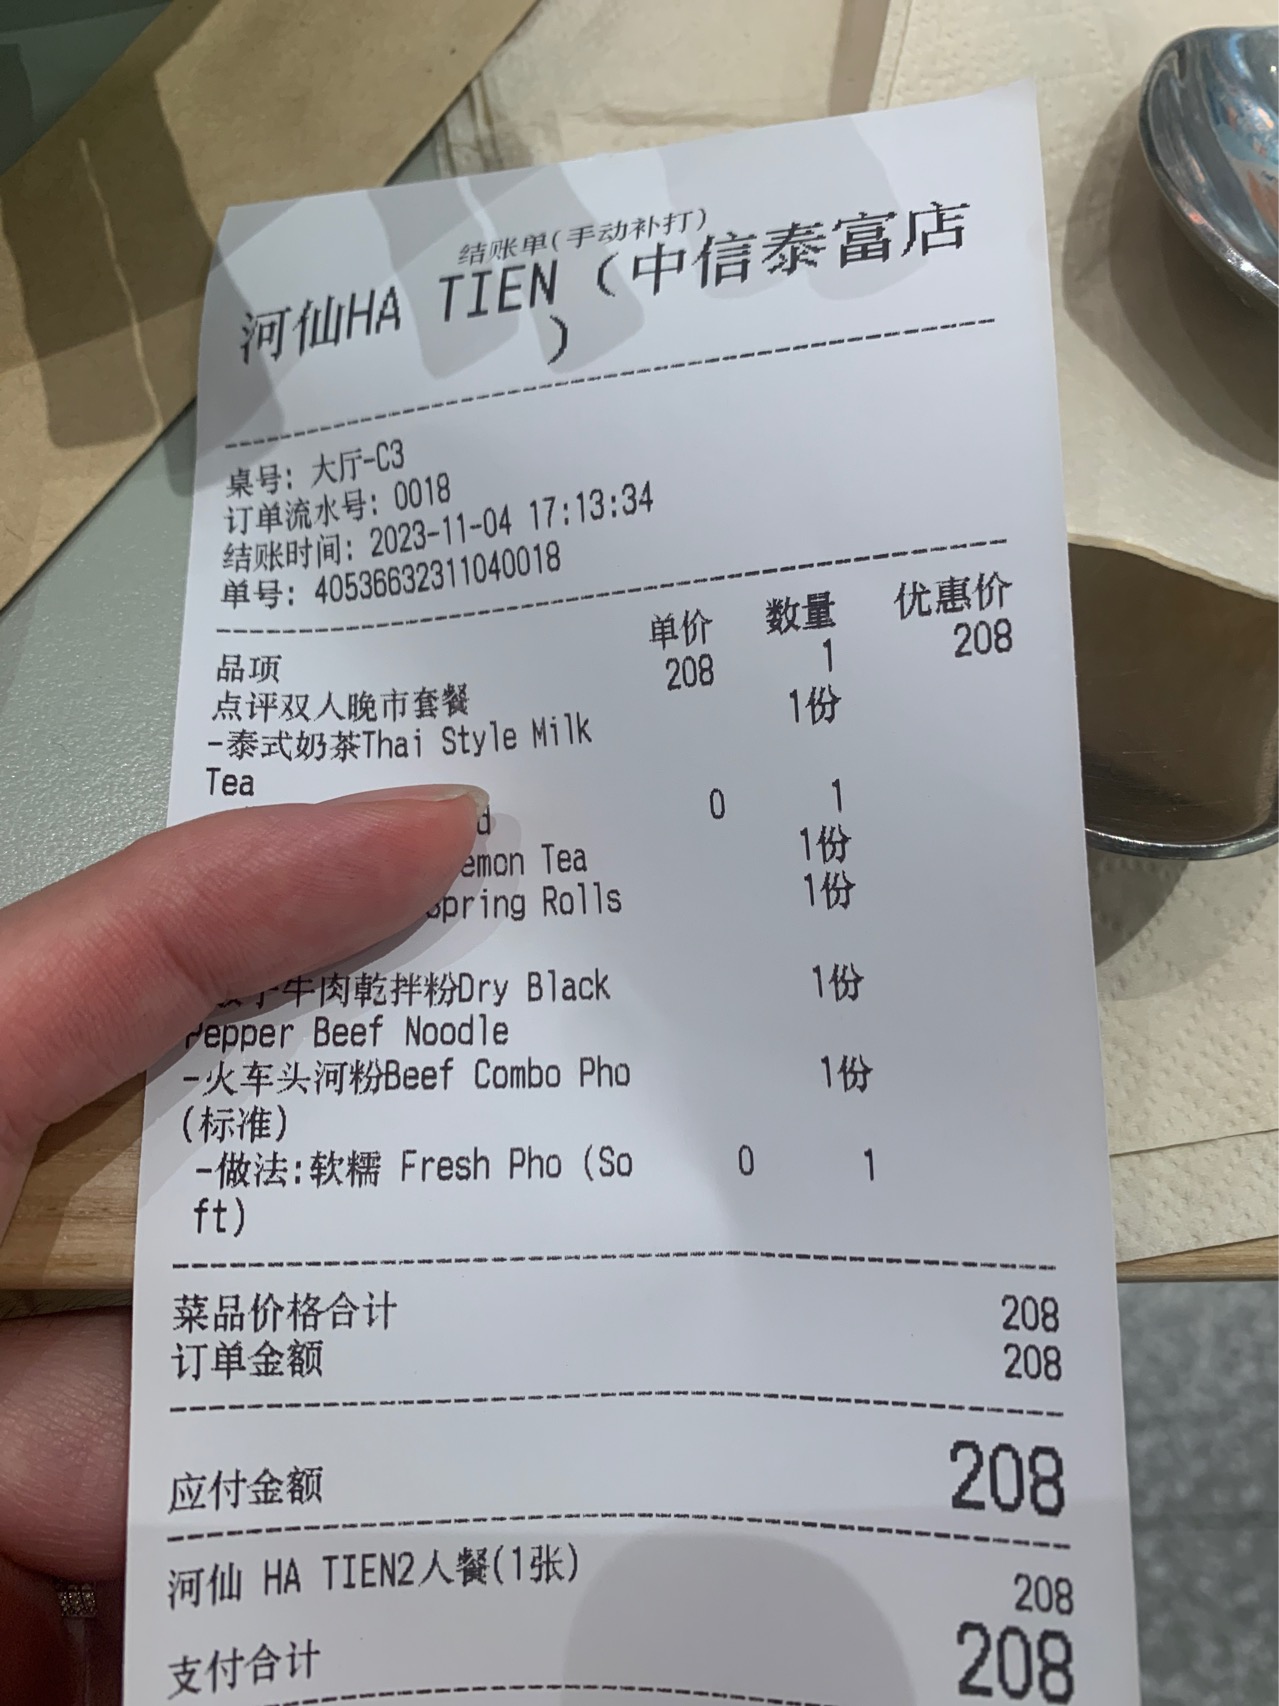 结账单(手动补打)
河仙HA TIEN（中信泰富店
）
桌号: 大厅-C3
订单流水号: 0018
结账时间: 2023-11-04 17:13:34
单号: 40536632311040018
品项 单价 数量 优惠价
点评双人晚市套餐 208 1 208
-泰式奶茶Thai Style Milk 1份
Tea
0 1
Tea 1份
Rolls 1份
牛肉乾拌粉Dry Black 1份
Pepper Beef Noodle
-火车头河粉Beef Combo Pho 1份
(标准)
-做法:软糯 Fresh Pho (So 0 1
ft)
菜品价格合计 208
订单金额 208
应付金额 208
河仙 HA TIEN2人餐(1张) 208
支付合计 208